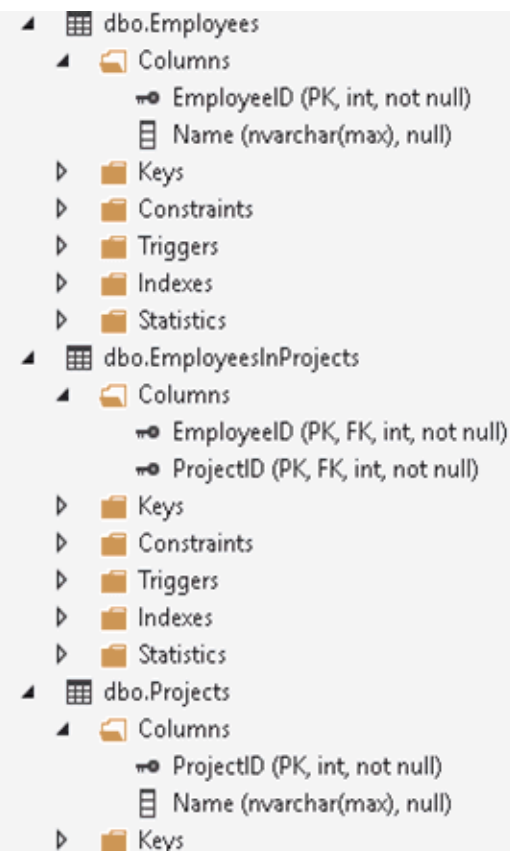 dbo.Employees
Columns
EmployeeID (PK, int, not null)
Name (nvarchar(max), null)
Keys
Constraints
Triggers
Indexes
Statistics
dbo.EmployeesInProjects
Columns
EmployeeID (PK, FK, int, not null)
ProjectID (PK, FK, int, not null)
Keys
Constraints
Triggers
Indexes
Statistics
dbo.Projects
Columns
ProjectID (PK, int, not null)
Name (nvarchar(max), null)
Keys